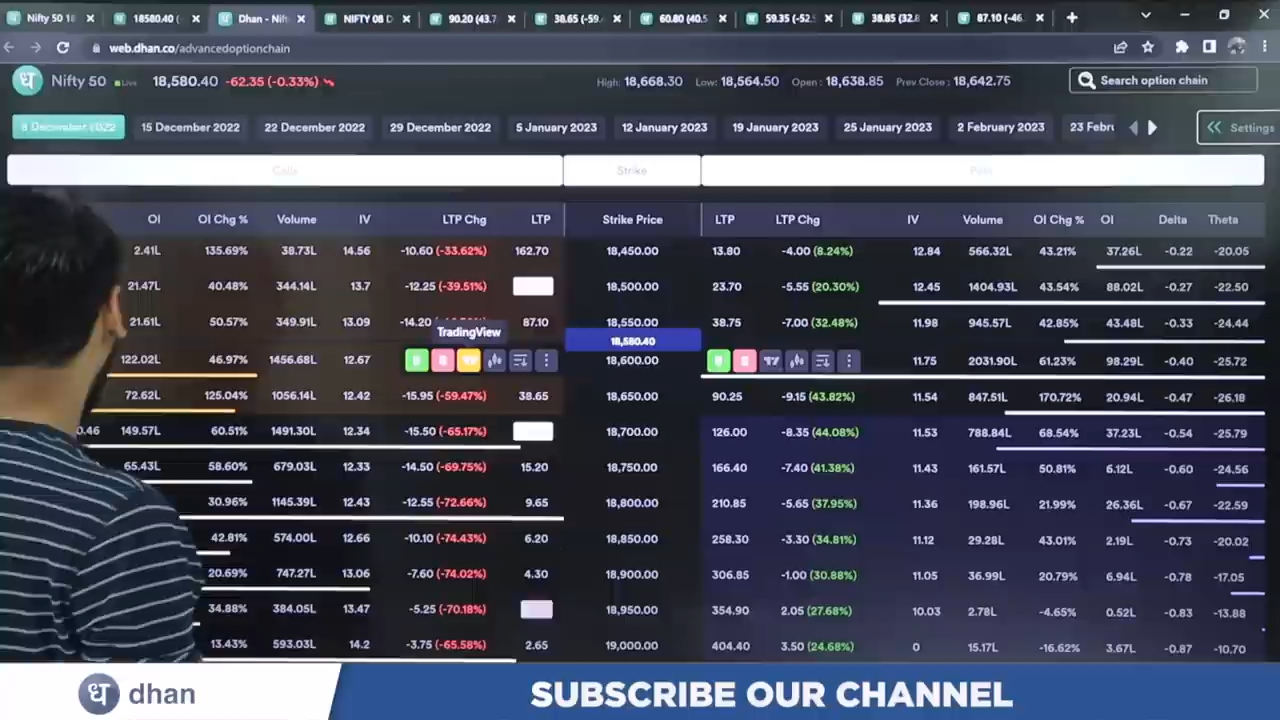 Nifty 50 18
18580.40 (
Dhan - Nift
NIFTY 08 D
90.20 (43.7
38.65 (-59.
60.80 (40.5
59.35 (-52.5
38.85 (32.8
87.10 (-46.
web.dhan.co/advancedoptionchain
Nifty 50 Live 18,580.40 -62.35 (-0.33%) High: 18,668.30 Low: 18,564.50 Open : 18,638.85 Prev Close : 18,642.75 Search option chain
8 December 2022 15 December 2022 22 December 2022 29 December 2022 5 January 2023 12 January 2023 19 January 2023 25 January 2023 2 February 2023 23 Febru Settings
Calls Strike Puts
OI OI Chg % Volume IV LTP Chg LTP Strike Price LTP LTP Chg IV Volume OI Chg % OI Delta Theta
2.41L 135.69% 38.73L 14.56 -10.60 (-33.62%) 162.70 18,450.00 13.80 -4.00 (8.24%) 12.84 566.32L 43.21% 37.26L -0.22 -20.05
21.47L 40.48% 344.14L 13.7 -12.25 (-39.51%) 18,500.00 23.70 -5.55 (20.30%) 12.45 1404.93L 43.54% 88.02L -0.27 -22.50
21.61L 50.57% 349.91L 13.09 -14.20 87.10 18,550.00 38.75 -7.00 (32.48%) 11.98 945.57L 42.85% 43.48L -0.33 -24.44
TradingView
18,580.40
122.02L 46.97% 1456.68L 12.67 18,600.00 11.75 2031.90L 61.23% 98.29L -0.40 -25.72
72.62L 125.04% 1056.14L 12.42 -15.95 (-59.47%) 38.65 18,650.00 90.25 -9.15 (43.82%) 11.54 847.51L 170.72% 20.94L -0.47 -26.18
0.46 149.57L 60.51% 1491.30L 12.34 -15.50 (-65.17%) 18,700.00 126.00 -8.35 (44.08%) 11.53 788.84L 68.54% 37.23L -0.54 -25.79
65.43L 58.60% 679.03L 12.33 -14.50 (-69.75%) 15.20 18,750.00 166.40 -7.40 (41.38%) 11.43 161.57L 50.81% 6.12L -0.60 -24.56
30.96% 1145.39L 12.43 -12.55 (-72.66%) 9.65 18,800.00 210.85 -5.65 (37.95%) 11.36 198.96L 21.99% 26.36L -0.67 -22.59
42.81% 574.00L 12.66 -10.10 (-74.43%) 6.20 18,850.00 258.30 -3.30 (34.81%) 11.12 29.28L 43.01% 2.19L -0.73 -20.02
20.69% 747.27L 13.06 -7.60 (-74.02%) 4.30 18,900.00 306.85 -1.00 (30.88%) 11.05 36.99L 20.79% 6.94L -0.78 -17.05
34.88% 384.05L 13.47 -5.25 (-70.18%) 18,950.00 354.90 2.05 (27.68%) 10.03 2.78L -4.65% 0.52L -0.83 -13.88
13.43% 593.03L 14.2 -3.75 (-65.58%) 2.65 19,000.00 404.40 3.50 (24.68%) 0 15.17L -16.62% 3.67L -0.87 -10.70
ध dhan SUBSCRIBE OUR CHANNEL